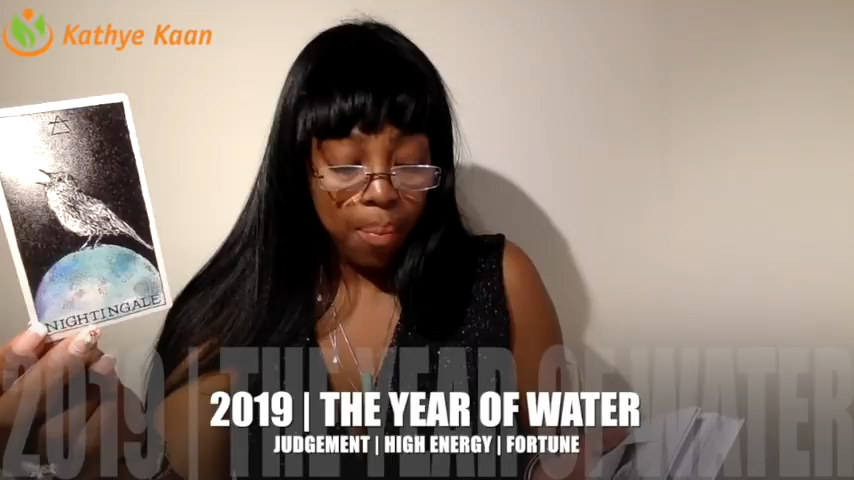 Kathye Kaan
NIGHTINGALE
2019 | THE YEAR OF WATER
2019 | THE YEAR OF WATER
JUDGEMENT | HIGH ENERGY | FORTUNE